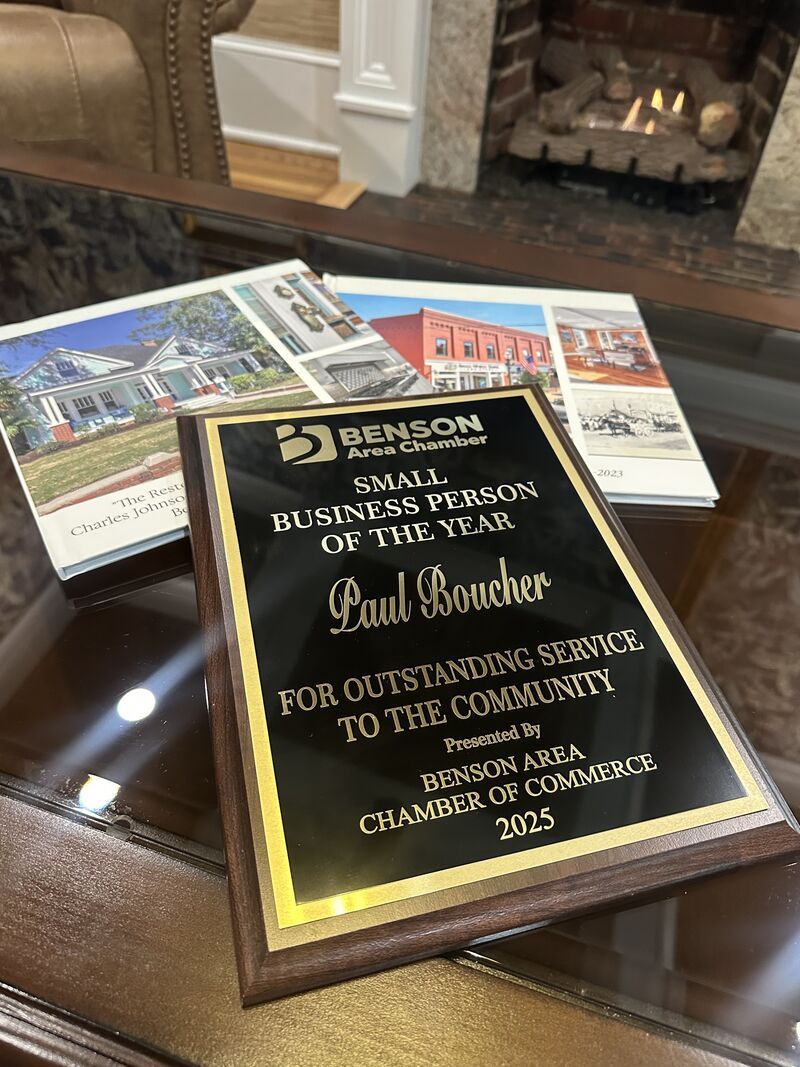 BENSON
Area Chamber
SMALL
BUSINESS PERSON
OF THE YEAR
Paul Boucher
FOR OUTSTANDING SERVICE
TO THE COMMUNITY
Presented By
BENSON AREA
CHAMBER OF COMMERCE
2025
"The Resto
Charles Johnso
Be
-2023